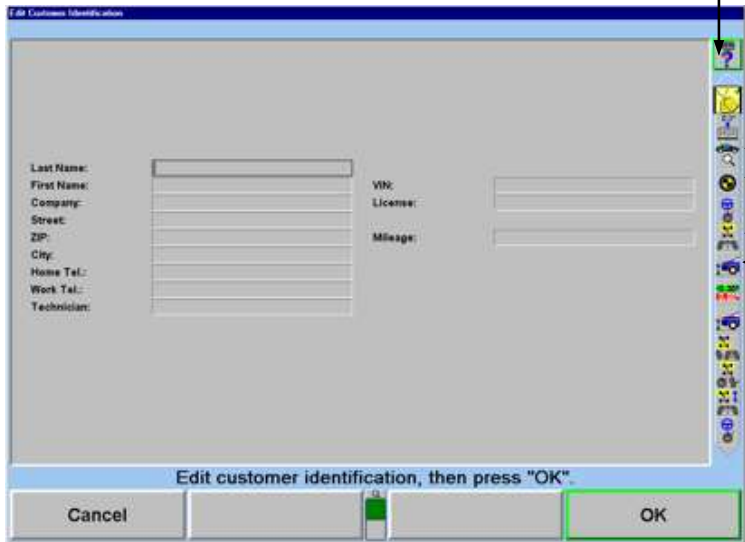 Edit Customer Identification
Last Name:
First Name:
Company:
Street:
ZIP:
City:
Home Tel.:
Work Tel.:
Technician:
VIN:
License:
Mileage:
Edit customer identification, then press "OK".
Cancel
OK